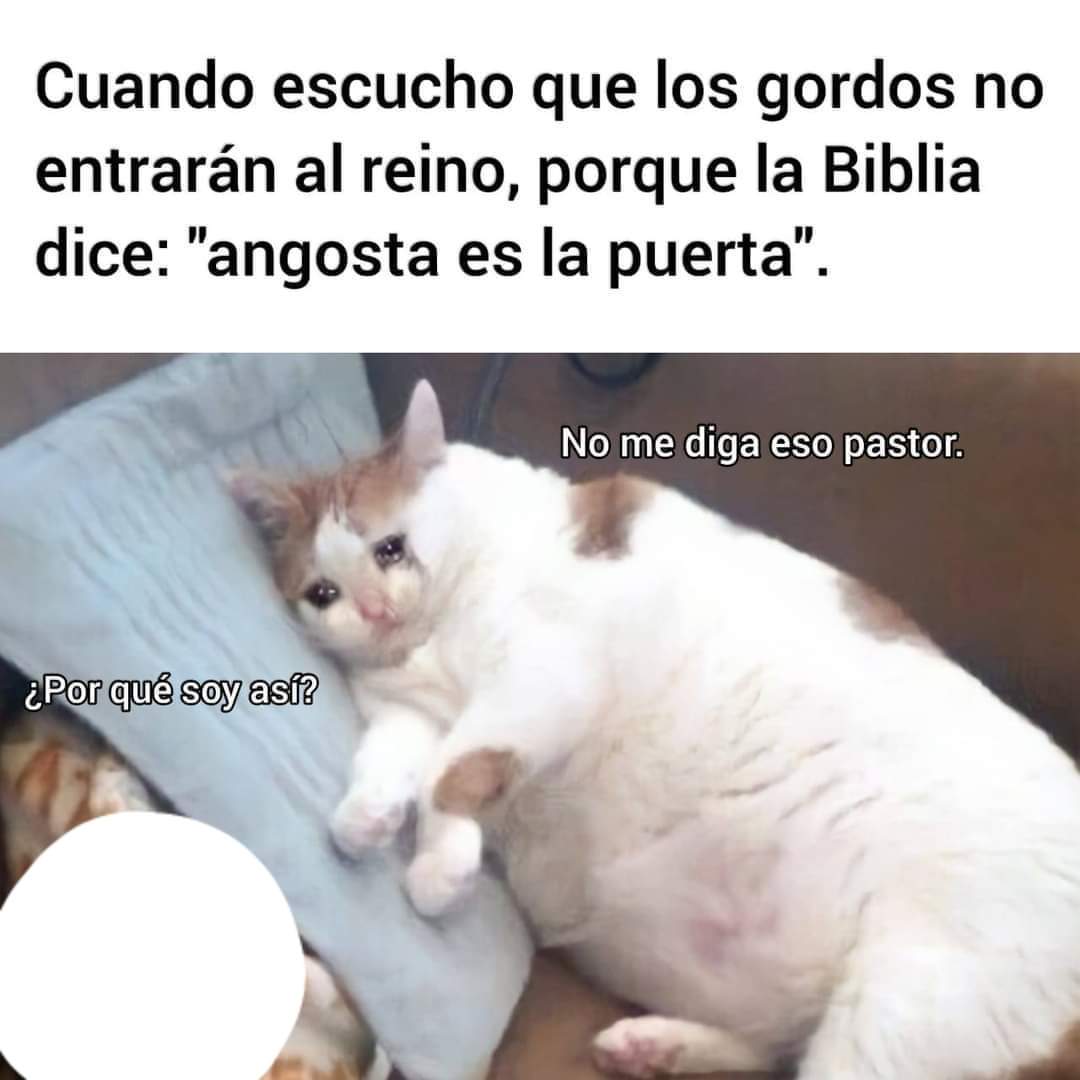 Cuando escucho que los gordos no
entrarán al reino, porque la Biblia
dice: "angosta es la puerta".
No me diga eso pastor.
¿Por qué soy así?